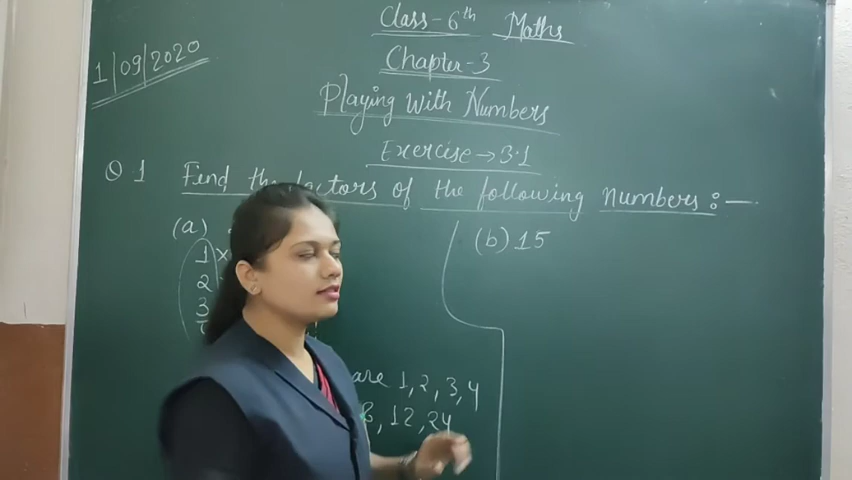 Class-6th Maths
1/09/2020
Chapter-3
Playing With Numbers
Exercise→3.1
Q 1 Find the factors of the following numbers:—
(a)
1 ×
2
3
are 1,2,3,4
8, 12, 24
(b) 15